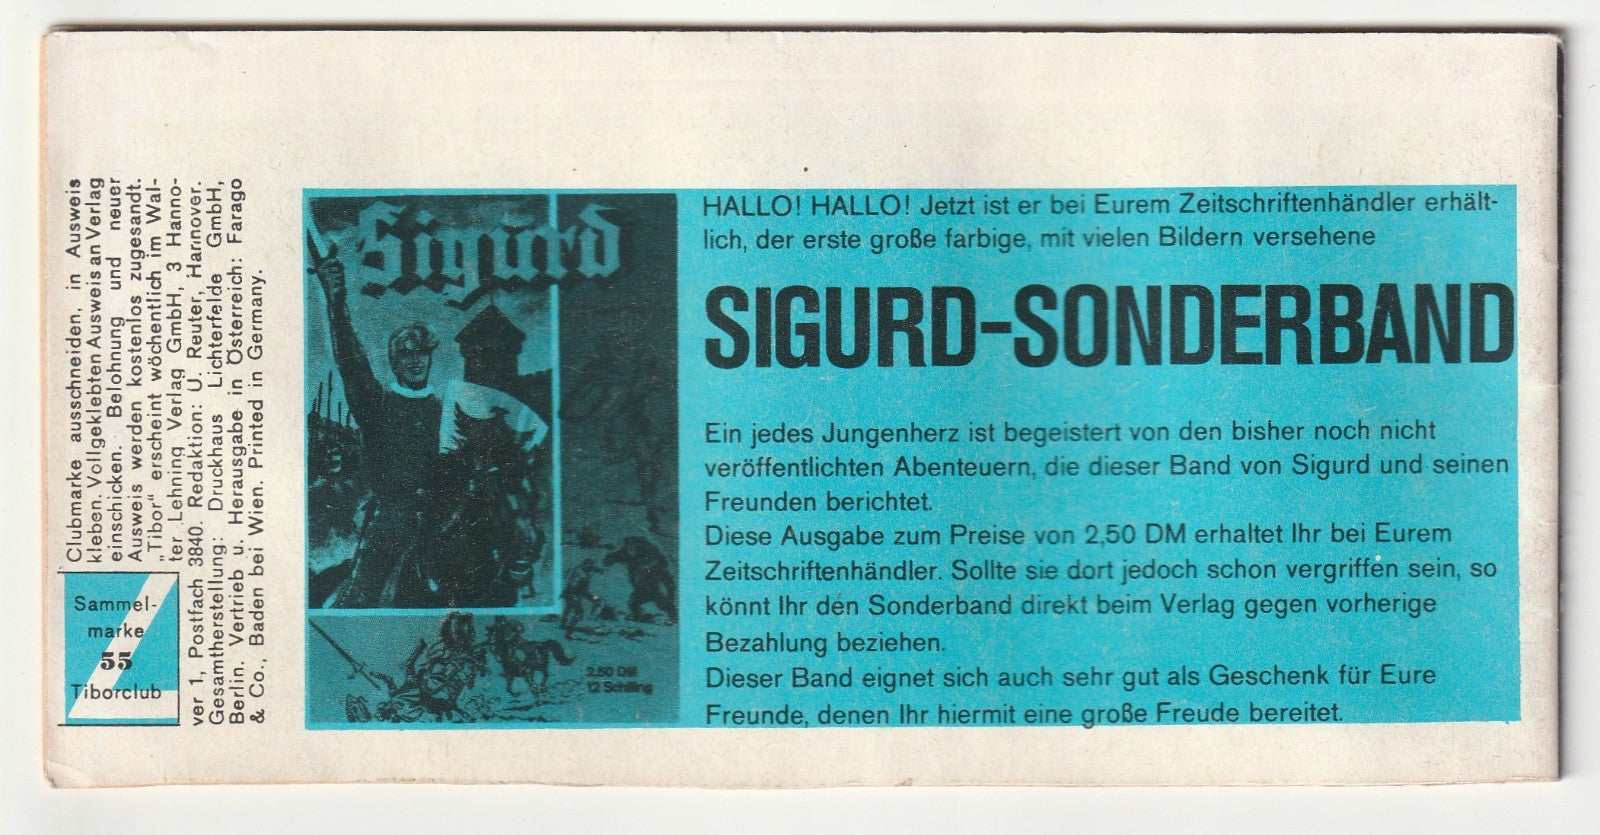 Clubmarke ausschneiden, in Ausweis
kleben. Vollgeklebten Ausweis an Verlag
einschicken. Belohnung und neuer
Ausweis werden kostenlos zugesandt.
„Tibor“ erscheint wöchentlich im Wal-
ter Lehning Verlag GmbH, 3 Hanno-
ver 1, Postfach 3840. Redaktion: U. Reuter, Hannover.
Gesamtherstellung: Druckhaus Lichterfelde GmbH,
Berlin. Vertrieb u. Herausgabe in Österreich: Farago
& Co., Baden bei Wien. Printed in Germany.
Sammel-
marke
55
Tiborclub
Sigurd
2,50 DM
12 Schilling
HALLO! HALLO! Jetzt ist er bei Eurem Zeitschriftenhändler erhält-
lich, der erste große farbige, mit vielen Bildern versehene
SIGURD-SONDERBAND
Ein jedes Jungenherz ist begeistert von den bisher noch nicht
veröffentlichten Abenteuern, die dieser Band von Sigurd und seinen
Freunden berichtet.
Diese Ausgabe zum Preise von 2,50 DM erhaltet Ihr bei Eurem
Zeitschriftenhändler. Sollte sie dort jedoch schon vergriffen sein, so
könnt Ihr den Sonderband direkt beim Verlag gegen vorherige
Bezahlung beziehen.
Dieser Band eignet sich auch sehr gut als Geschenk für Eure
Freunde, denen Ihr hiermit eine große Freude bereitet.